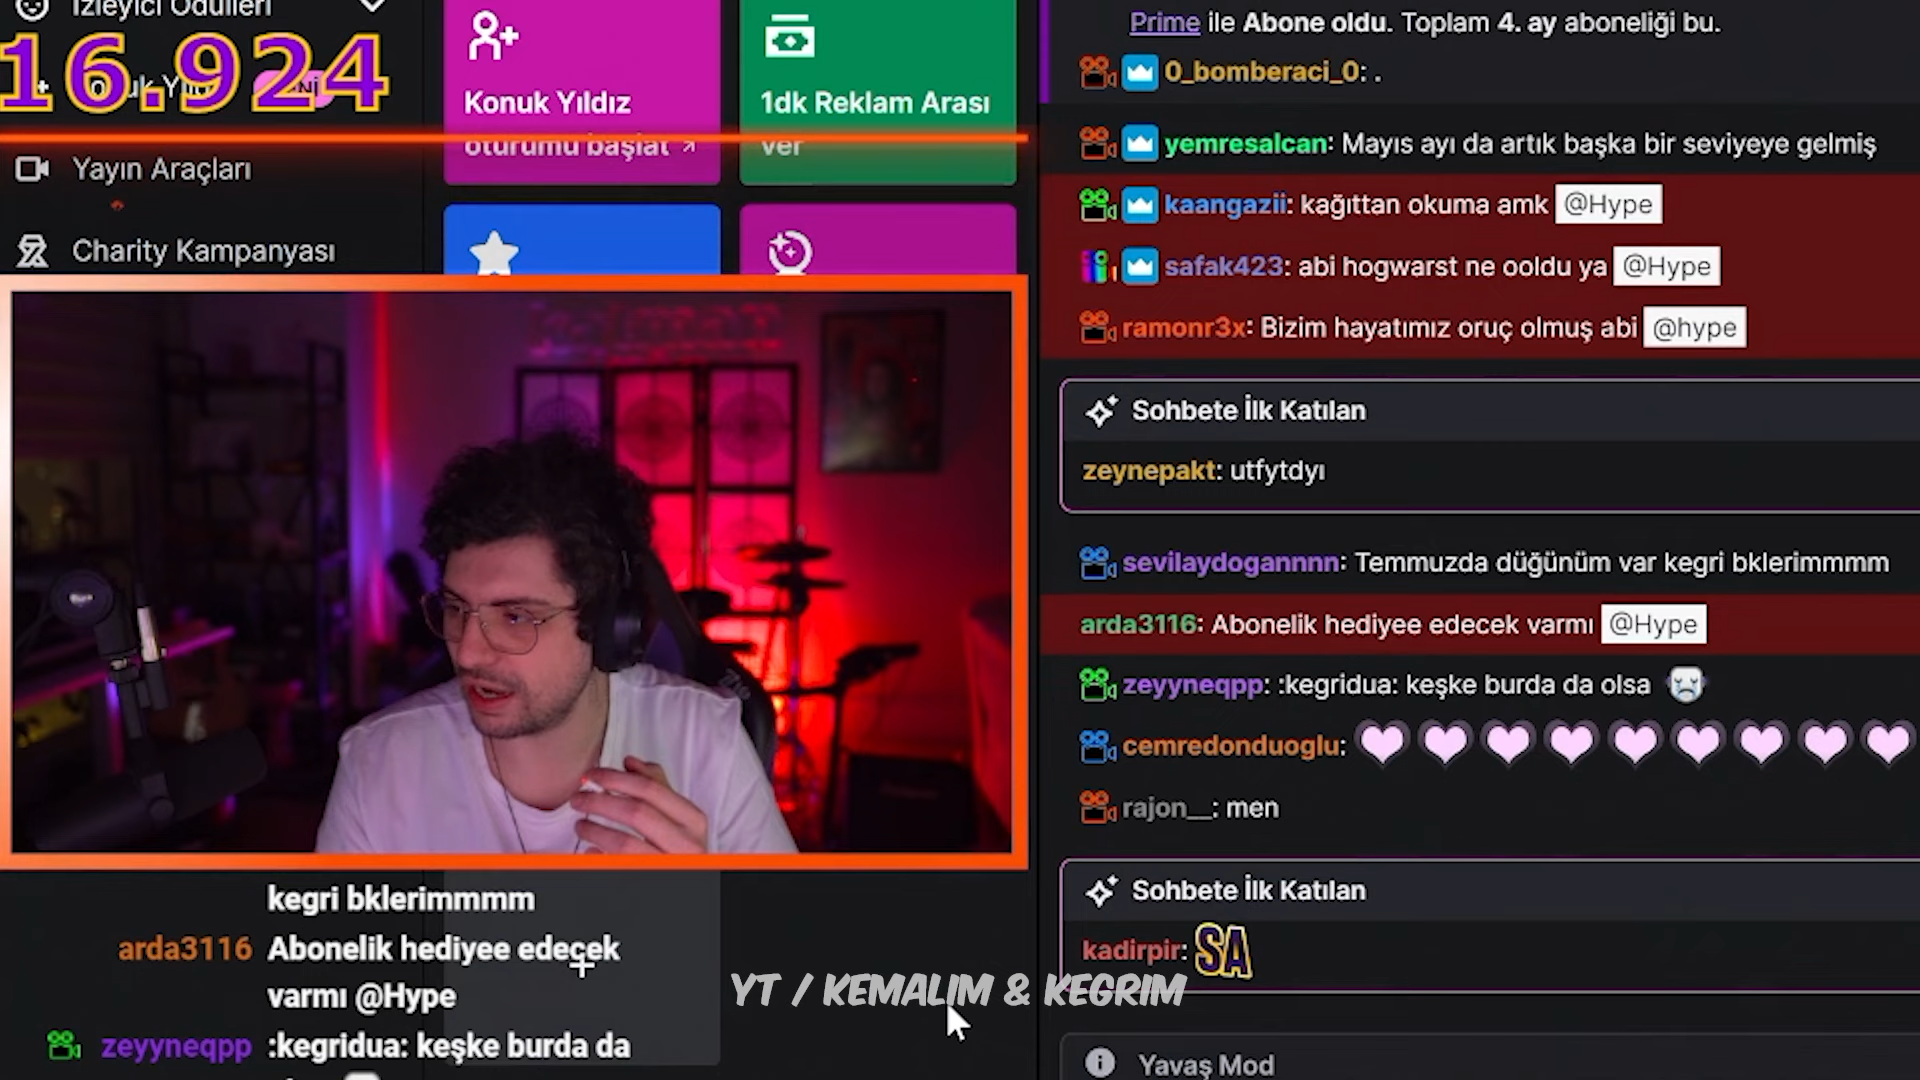 İzleyici Ödülleri
16.924
Yayın Araçları
Charity Kampanyası
Konuk Yıldız
oturumu başlat
1dk Reklam Arası
ver
Prime ile Abone oldu. Toplam 4. ay aboneliği bu.
0_bomberaci_0: .
yemresalcan: Mayıs ayı da artık başka bir seviyeye gelmiş
kaangazii: kağıttan okuma amk @Hype
safak423: abi hogwarst ne ooldu ya @Hype
ramonr3x: Bizim hayatımız oruç olmuş abi @hype
Sohbete İlk Katılan
zeynepakt: utfytdyı
sevilaydogannnn: Temmuzda düğünüm var kegri bklerimmmm
arda3116: Abonelik hediyee edecek varmı @Hype
zeyyneqpp: :kegridua: keşke burda da olsa
cemredonduoglu:
rajon__: men
Sohbete İlk Katılan
kadirpir: SA
Yavaş Mod
kegri bklerimmmm
arda3116 Abonelik hediyee edecek
varmı @Hype
zeyyneqpp :kegridua: keşke burda da
YT / KEMALIM & KEGRIM